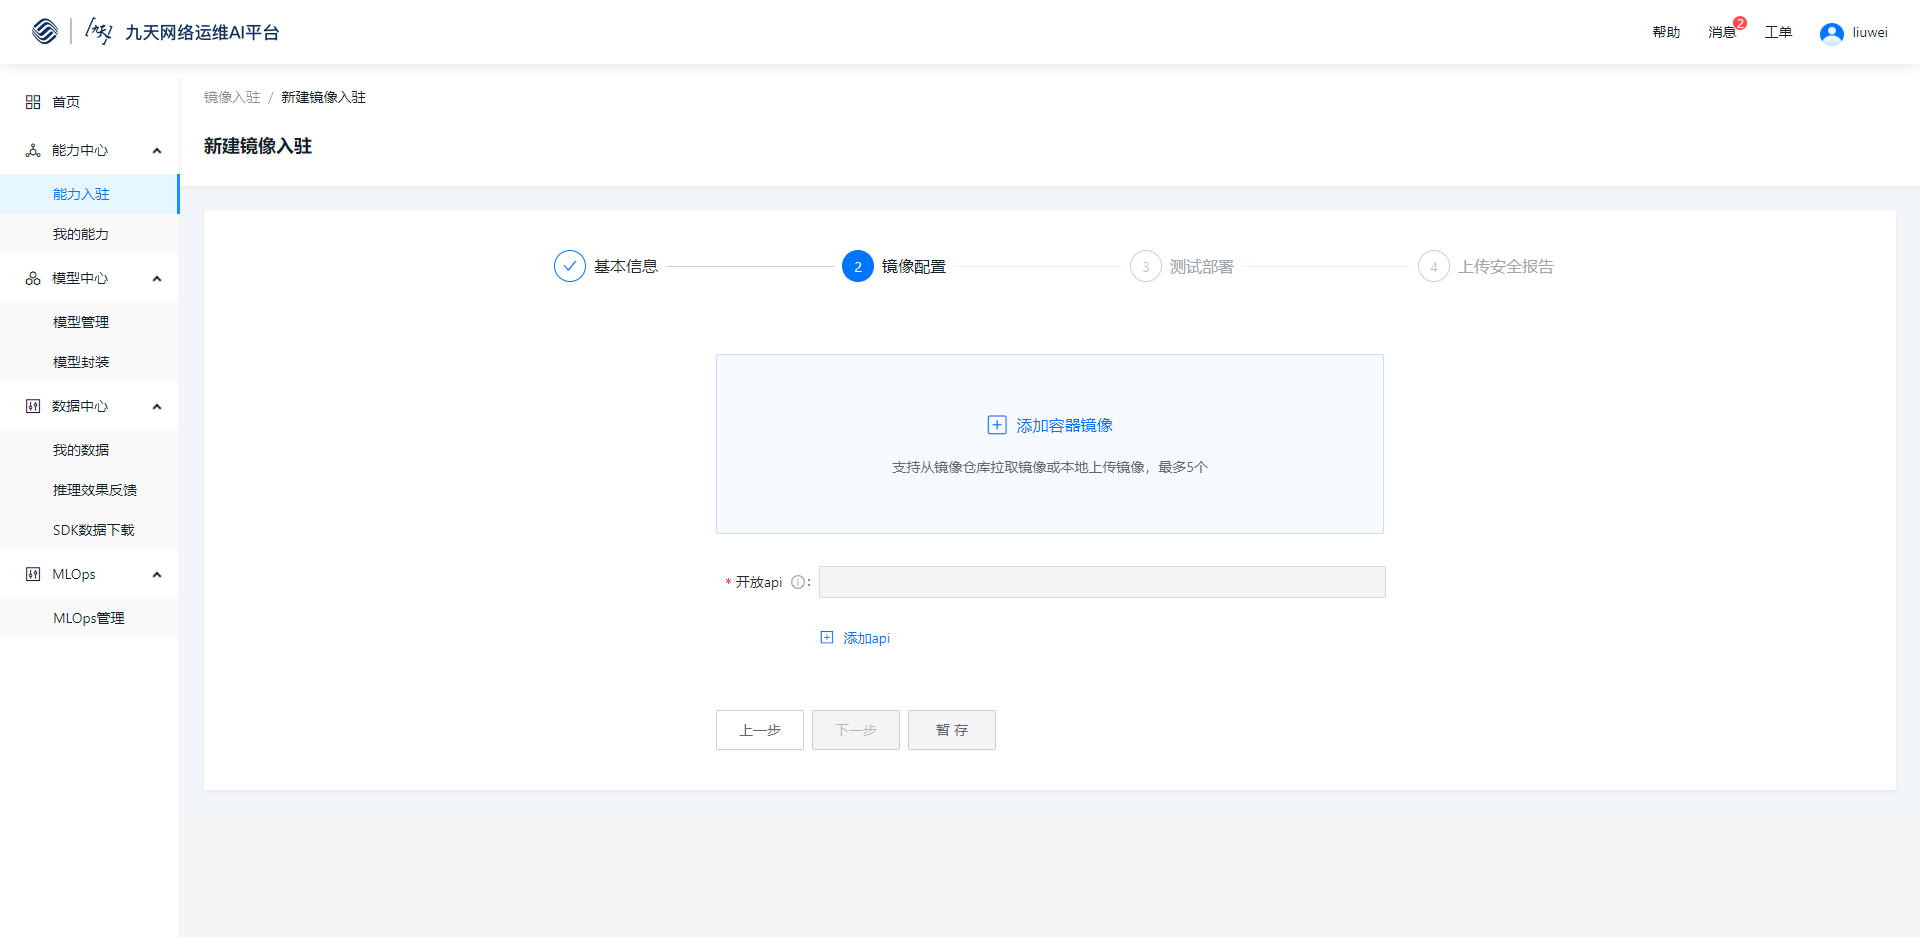 九天网络运维AI平台
帮助
消息
2
工单
liuwei
首页
能力中心
能力入驻
我的能力
模型中心
模型管理
模型封装
数据中心
我的数据
推理效果反馈
SDK数据下载
MLOps
MLOps管理
镜像入驻 / 新建镜像入驻
新建镜像入驻
基本信息
2 镜像配置
3 测试部署
4 上传安全报告
添加容器镜像
支持从镜像仓库拉取镜像或本地上传镜像，最多5个
* 开放api :
添加api
上一步
下一步
暂 存